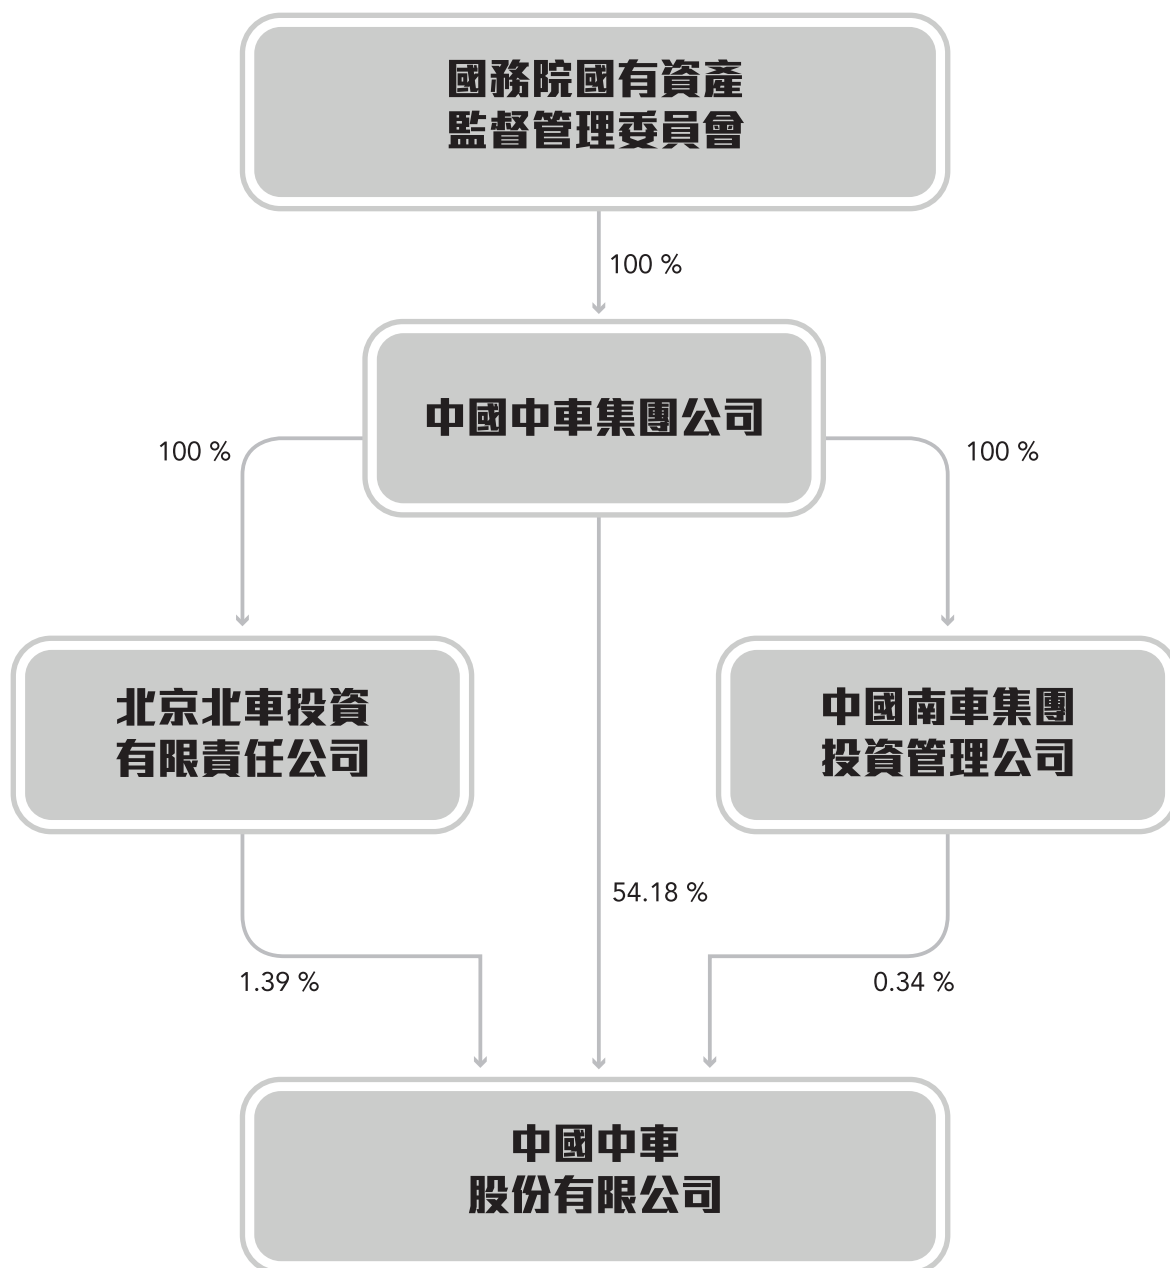 國務院國有資產
監督管理委員會
100 %
中國中車集團公司
100 %
100 %
北京北車投資
有限責任公司
中國南車集團
投資管理公司
54.18 %
1.39 %
0.34 %
中國中車
股份有限公司